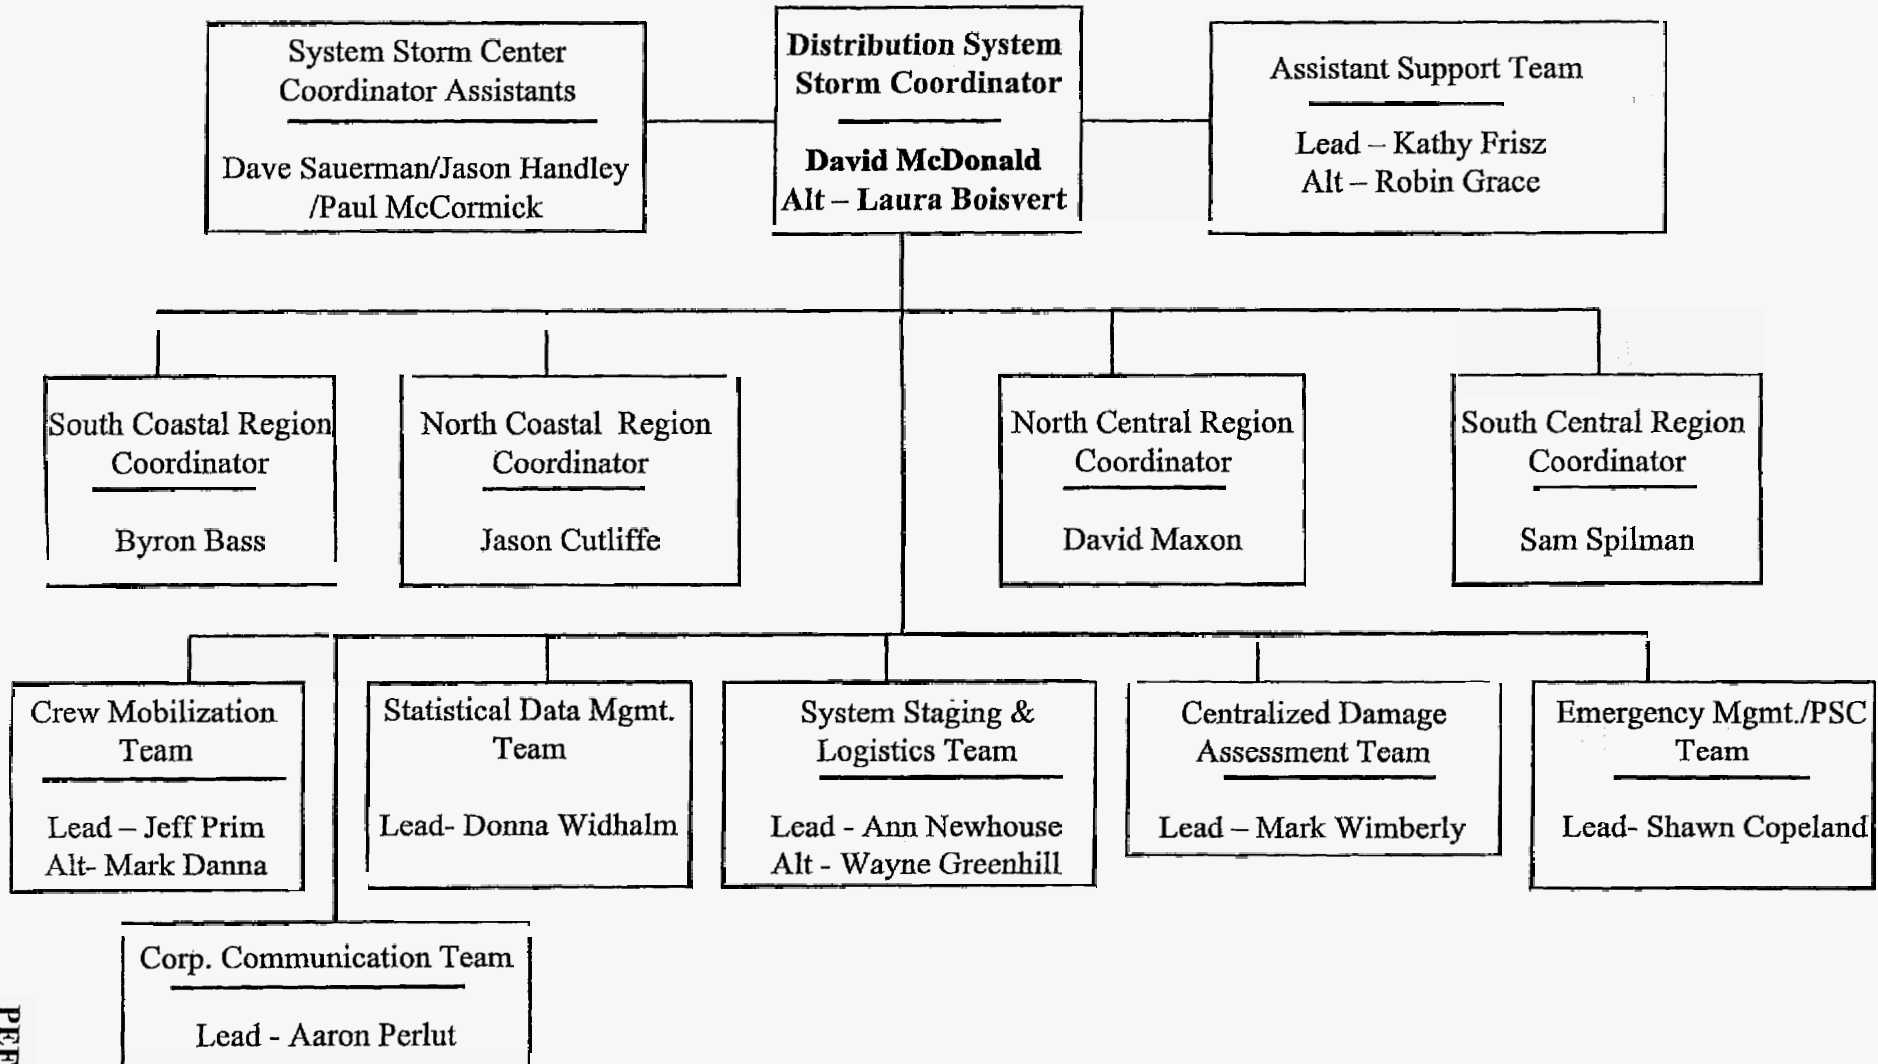 System Storm Center
Coordinator Assistants
Dave Sauerman/Jason Handley
/Paul McCormick
Distribution System
Storm Coordinator
David McDonald
Alt – Laura Boisvert
Assistant Support Team
Lead – Kathy Frisz
Alt – Robin Grace
South Coastal Region
Coordinator
Byron Bass
North Coastal Region
Coordinator
Jason Cutliffe
North Central Region
Coordinator
David Maxon
South Central Region
Coordinator
Sam Spilman
Crew Mobilization
Team
Lead – Jeff Prim
Alt- Mark Danna
Statistical Data Mgmt.
Team
Lead- Donna Widhalm
System Staging &
Logistics Team
Lead - Ann Newhouse
Alt - Wayne Greenhill
Centralized Damage
Assessment Team
Lead – Mark Wimberly
Emergency Mgmt./PSC
Team
Lead- Shawn Copeland
Corp. Communication Team
Lead - Aaron Perlut